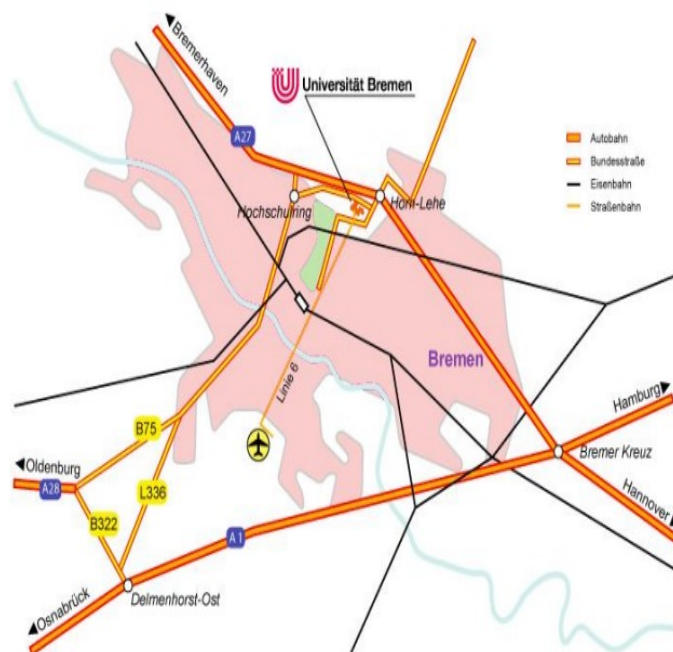 Bremerhaven
Universität Bremen
A27
Autobahn
Bundesstraße
Eisenbahn
Straßenbahn
Hochschulring
Horn-Lehe
Bremen
Linie 6
Hamburg
B75
Oldenburg
Bremer Kreuz
A28
L336
Hannover
B322
A 1
Osnabrück
Delmenhorst-Ost